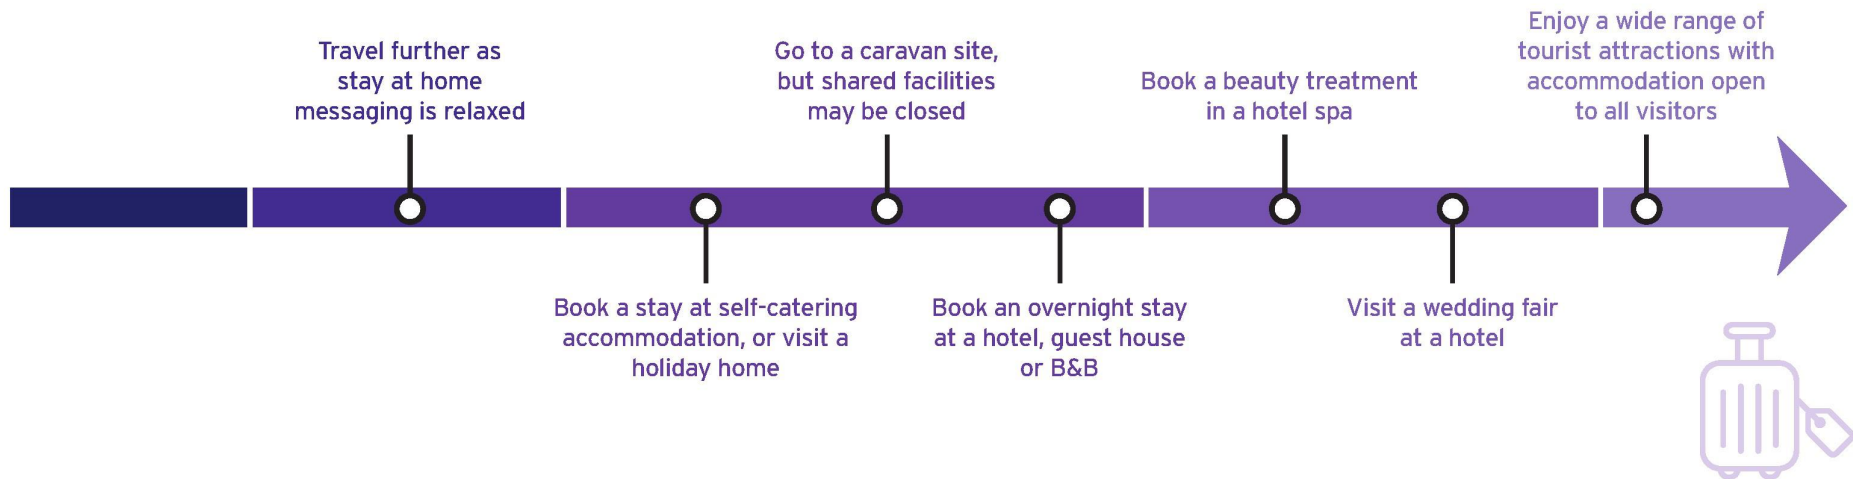 Travel further as
stay at home
messaging is relaxed
Book a stay at self-catering
accommodation, or visit a
holiday home
Go to a caravan site,
but shared facilities
may be closed
Book an overnight stay
at a hotel, guest house
or B&B
Book a beauty treatment
in a hotel spa
Visit a wedding fair
at a hotel
Enjoy a wide range of
tourist attractions with
accommodation open
to all visitors